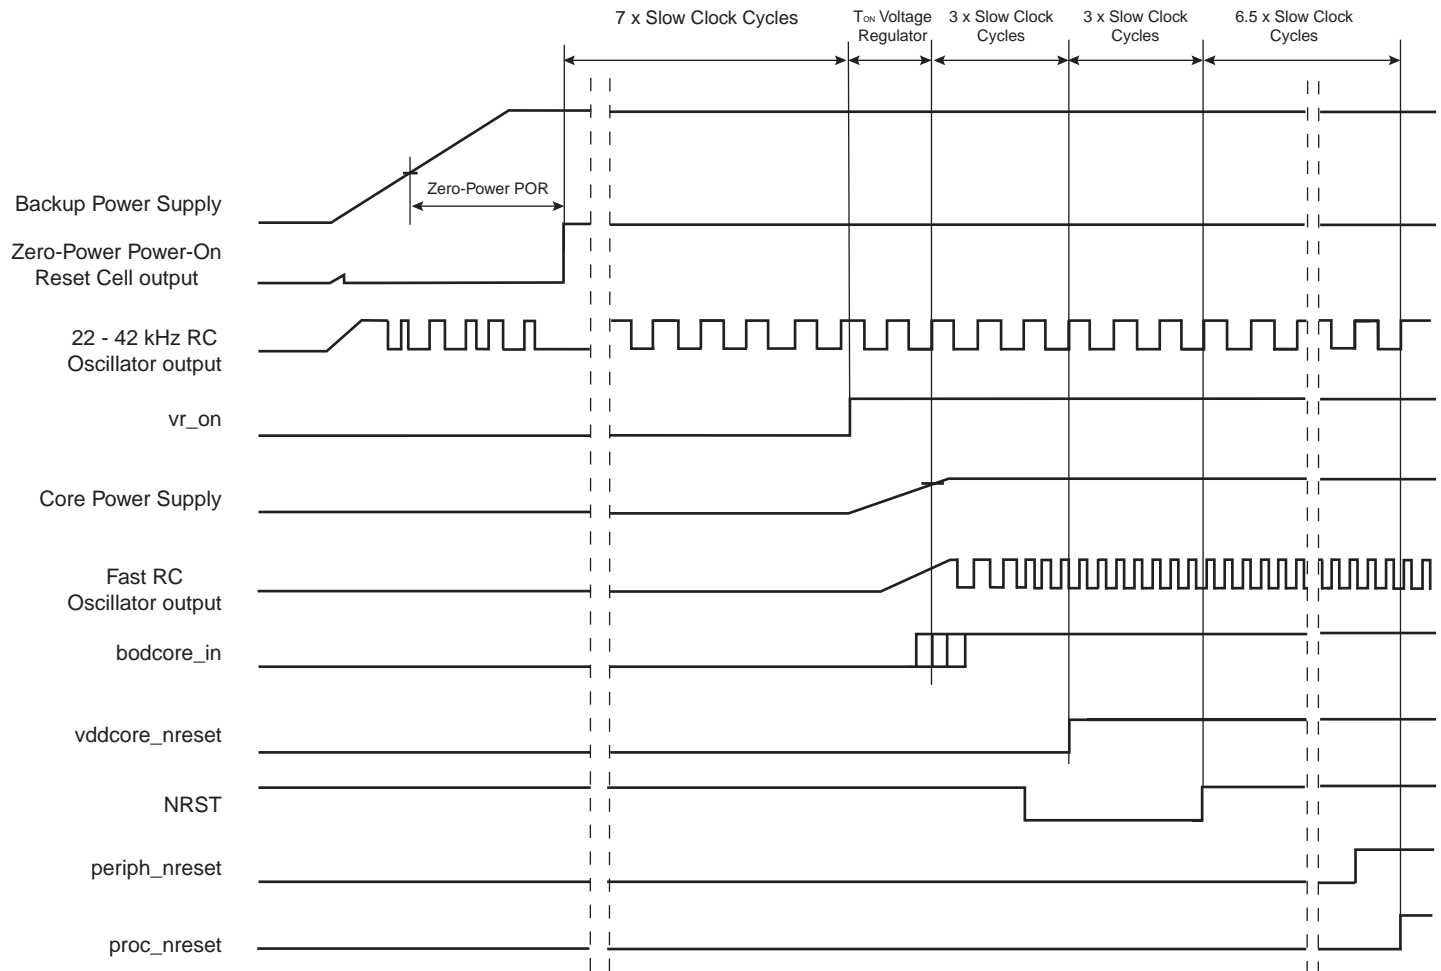 7 x Slow Clock Cycles
TON Voltage
Regulator
3 x Slow Clock
Cycles
3 x Slow Clock
Cycles
6.5 x Slow Clock
Cycles
Zero-Power POR
Backup Power Supply
Zero-Power Power-On
Reset Cell output
22 - 42 kHz RC
Oscillator output
vr_on
Core Power Supply
Fast RC
Oscillator output
bodcore_in
vddcore_nreset
NRST
periph_nreset
proc_nreset